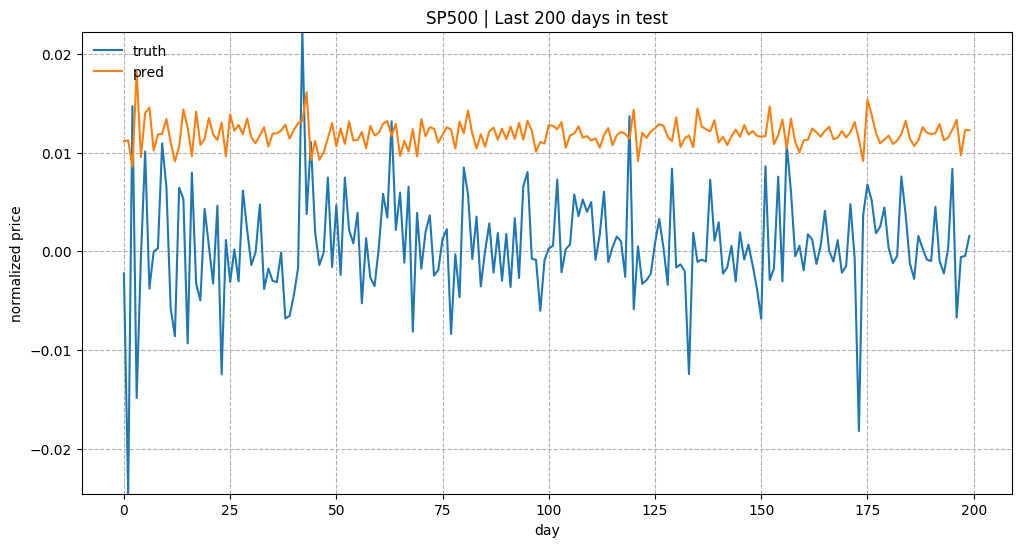 SP500 | Last 200 days in test
truth
pred
0.02
0.01
0.00
−0.01
−0.02
normalized price
0 25 50 75 100 125 150 175 200
day